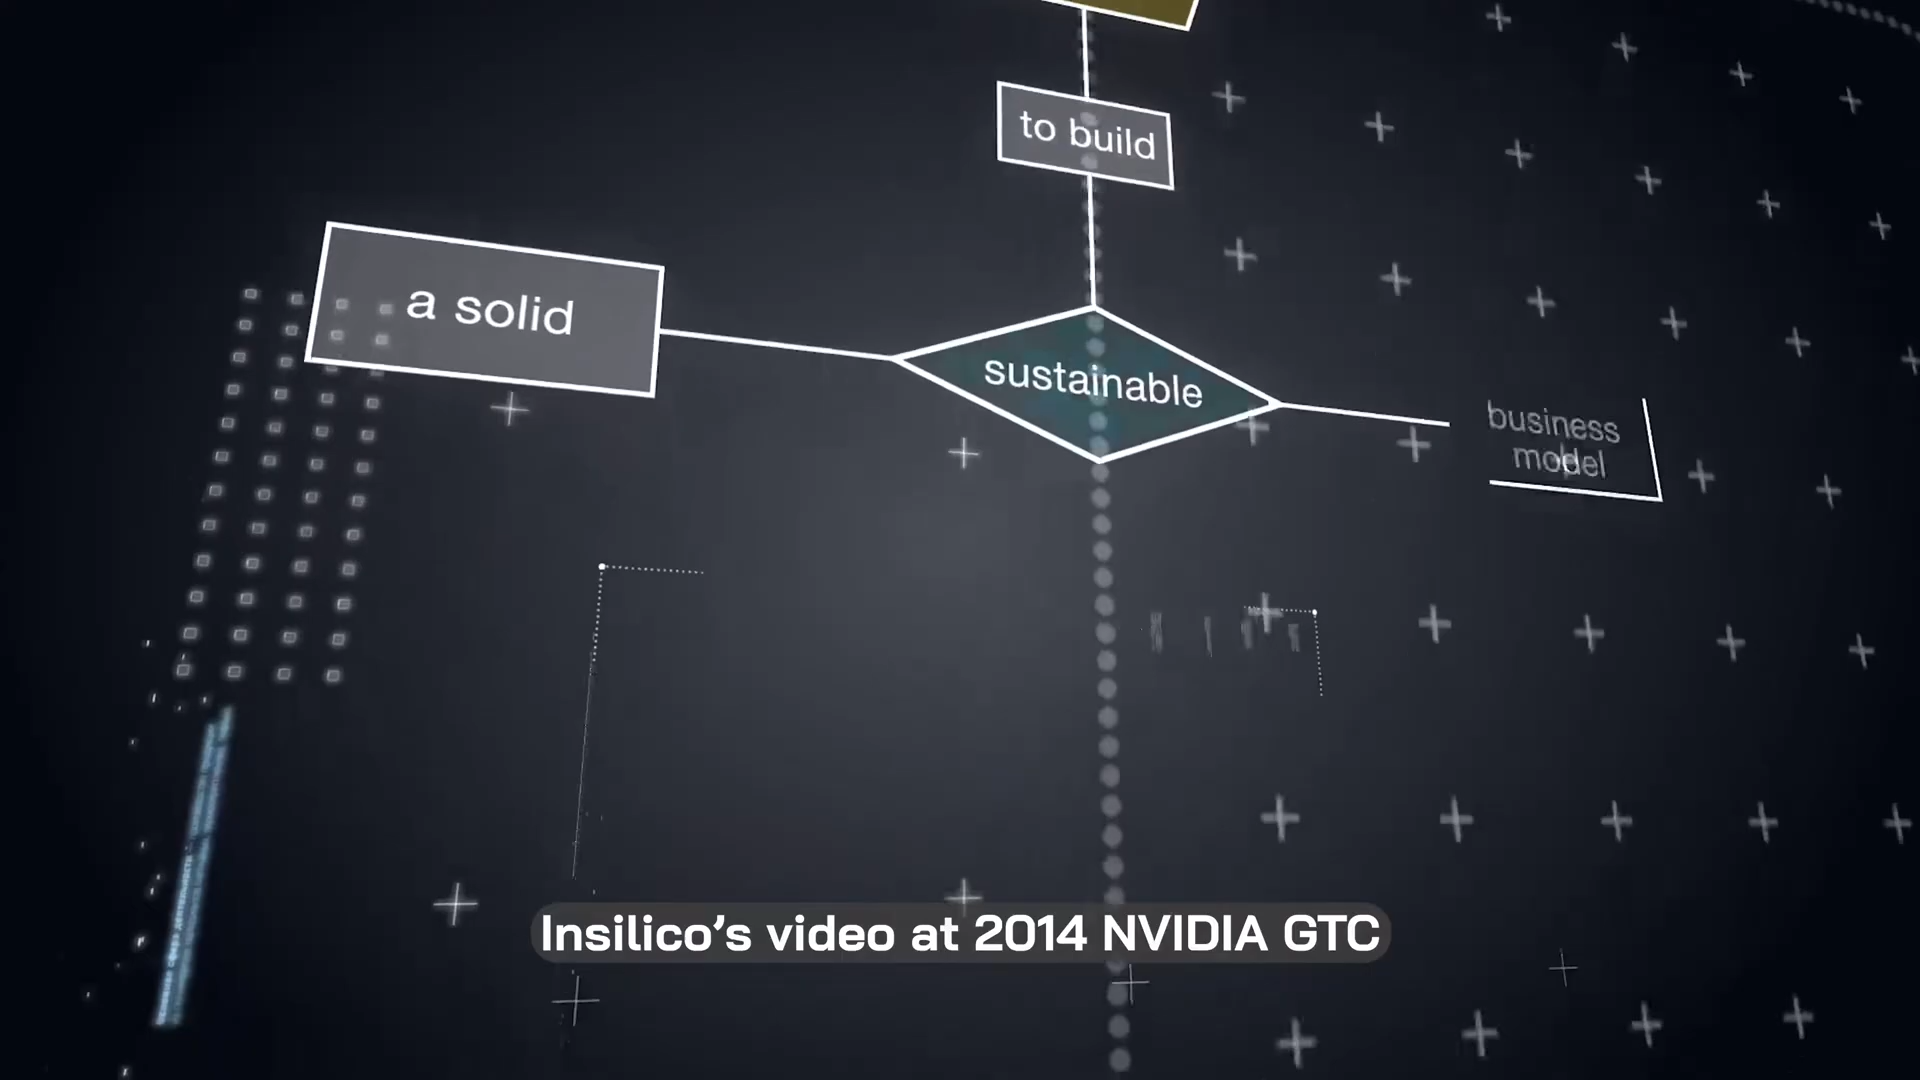 to build
a solid
sustainable
business
model
Insilico’s video at 2014 NVIDIA GTC